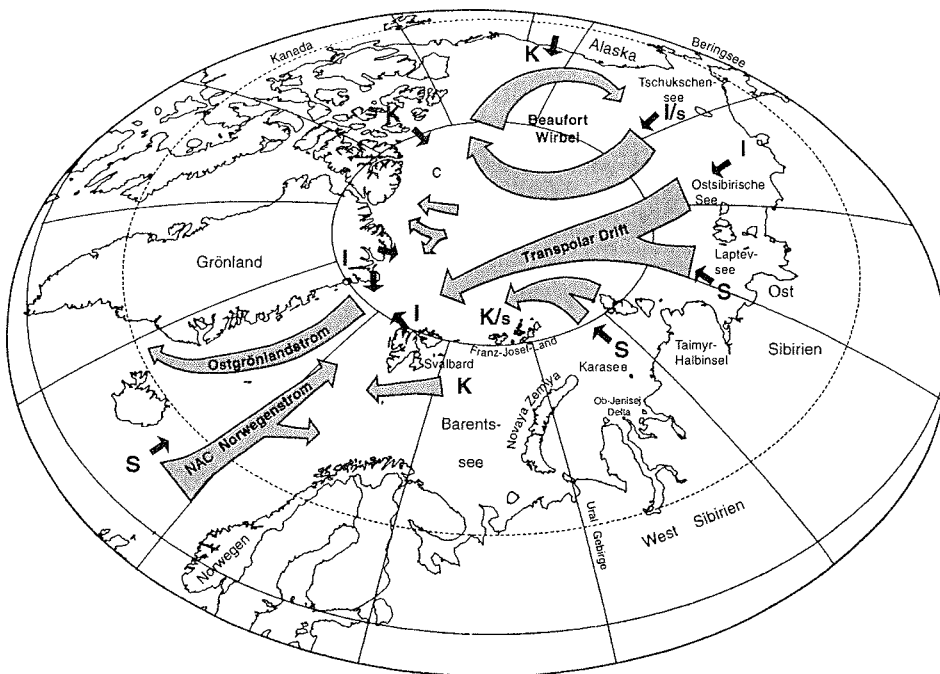 Kanada
K
Alaska
Beringsee
Tschukschen-
see
I/s
K
Beaufort
Wirbel
I
C
Ostsibirische
See
Transpolar Drift
Laptev-
see
Grönland
I
S
Ost
K/s
I
Franz-Josef-Land
S
Taimyr-
Halbinsel
Sibirien
Ostgrönlandstrom
Svalbard
Karasee
K
Novaya Zemlya
Ob-Jenisej
Delta
Barents-
see
NAC Norwegenstrom
S
Ural Gebirge
West Sibirien
Norwegen